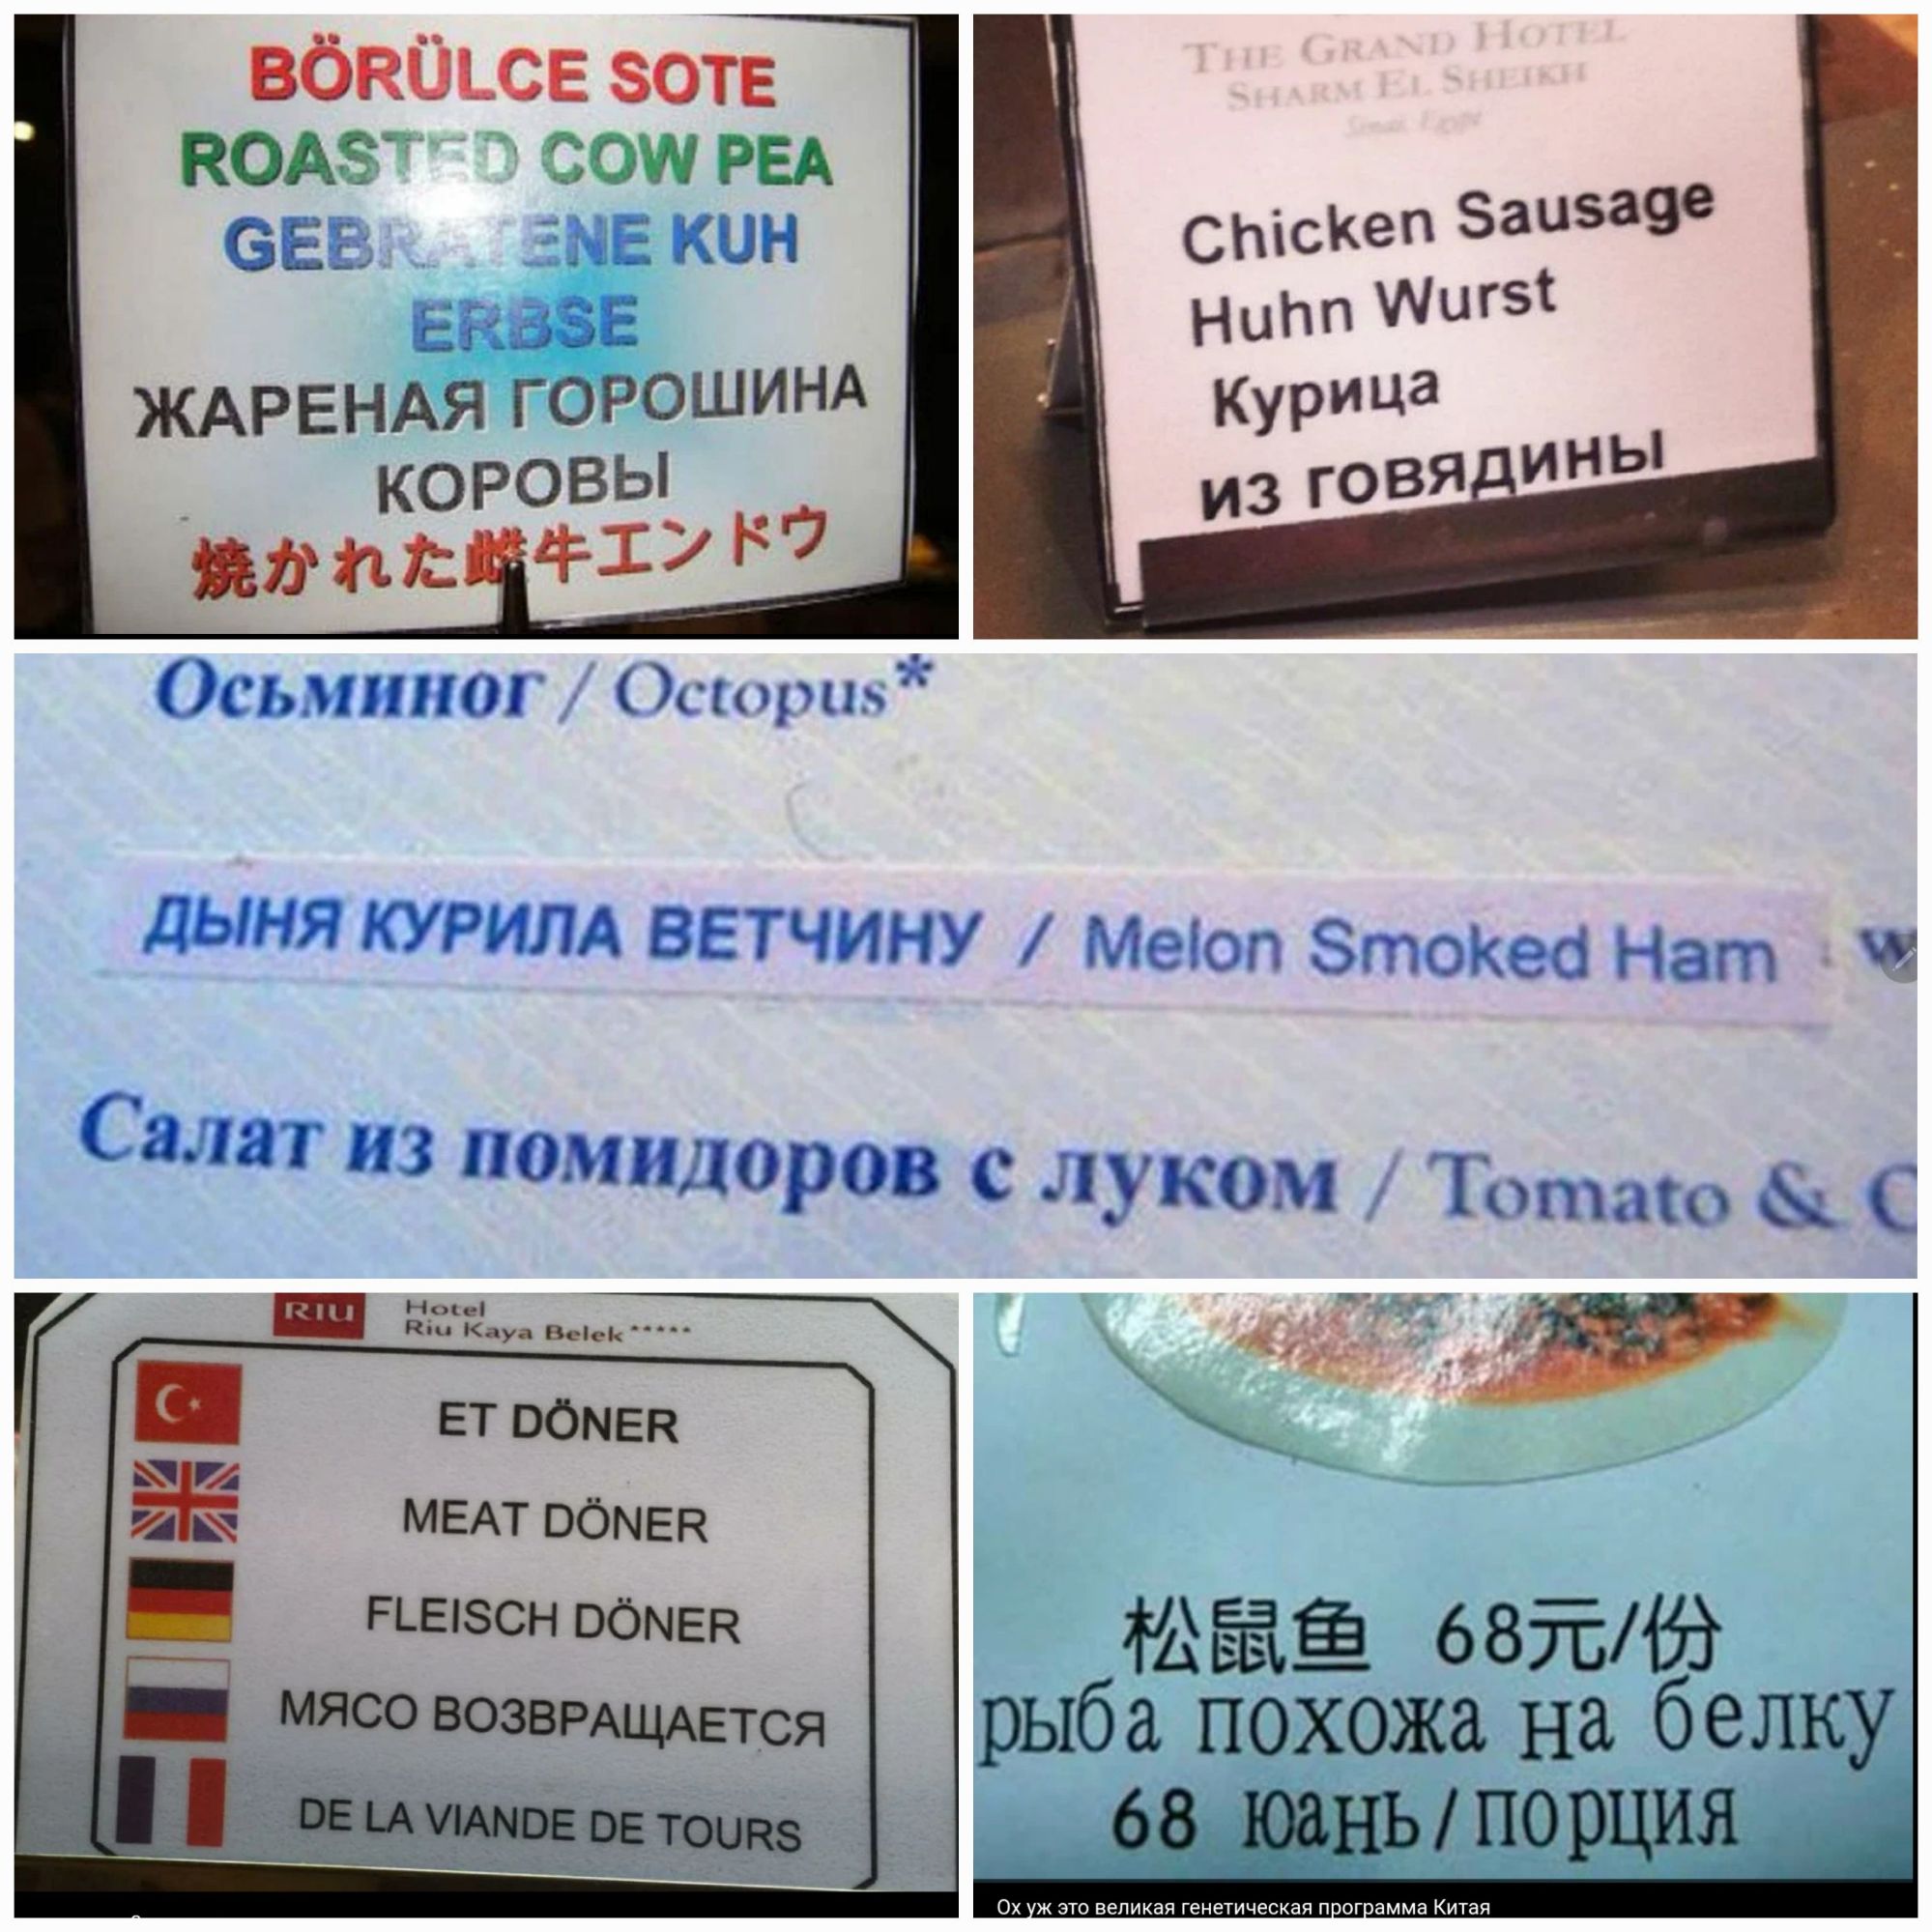 BÖRÜLCE SOTE
ROASTED COW PEA
GEBRATENE KUH
ERBSE
ЖАРЕНАЯ ГОРОШИНА
КОРОВЫ
焼かれた雌牛エンドウ
THE GRAND HOTEL
SHARM EL SHEIKH
Sinai, Egypt
Chicken Sausage
Huhn Wurst
Курица
из говядины
Осьминог / Octopus*
ДЫНЯ КУРИЛА ВЕТЧИНУ / Melon Smoked Ham
Салат из помидоров с луком / Tomato &
RIU Hotel
Riu Kaya Belek*****
ET DÖNER
MEAT DÖNER
FLEISCH DÖNER
МЯСО ВОЗВРАЩАЕТСЯ
DE LA VIANDE DE TOURS
松鼠鱼 68元/份
рыба похожа на белку
68 юань/порция
Ох уж это великая генетическая программа Китая